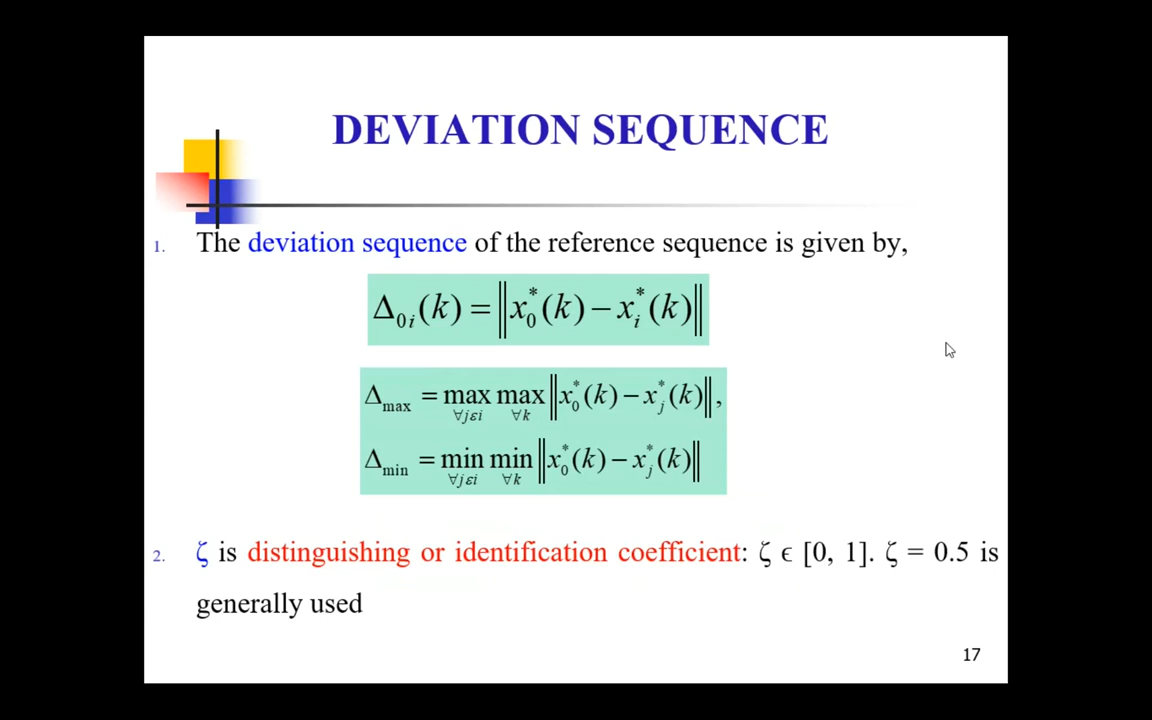 DEVIATION SEQUENCE
1. The deviation sequence of the reference sequence is given by,
Δ₀ᵢ(k) = ‖x₀*(k) − xᵢ*(k)‖
Δmax = max max ‖x₀*(k) − xⱼ*(k)‖,
∀jεi ∀k
Δmin = min min ‖x₀*(k) − xⱼ*(k)‖
∀jεi ∀k
2. ζ is distinguishing or identification coefficient: ζ ϵ [0, 1]. ζ = 0.5 is
generally used
17